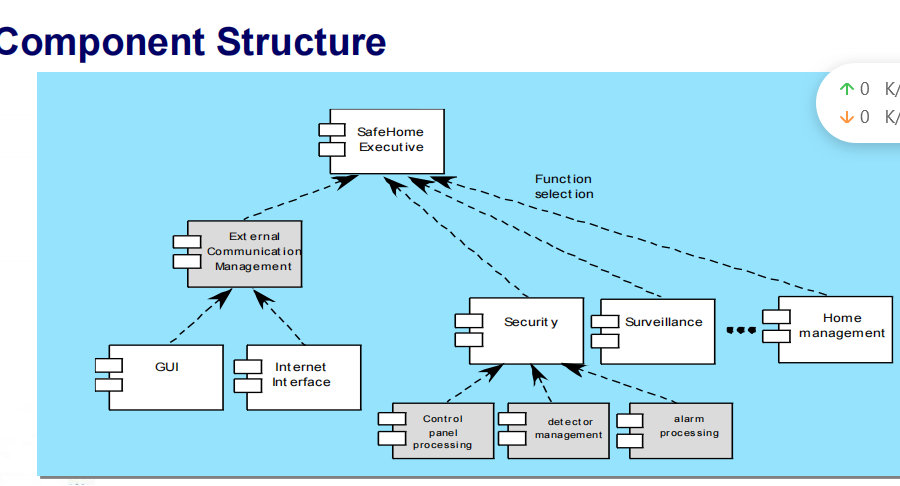 Component Structure
↑ 0 K/
↓ 0 K/
SafeHome
Executive
Function
selection
External
Communication
Management
GUI
Internet
Interface
Security
Surveillance
Home
management
Control
panel
processing
detector
management
alarm
processing